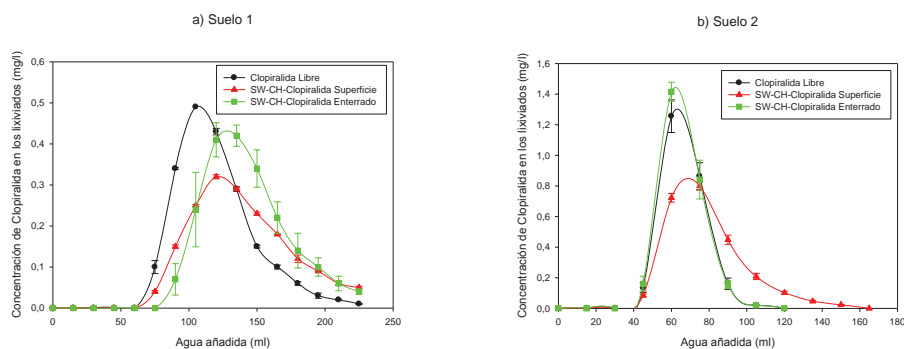 a) Suelo 1
Concentración de Clopiralida en los lixiviados (mg/l)
0,6
0,5
0,4
0,3
0,2
0,1
0,0
Clopiralida Libre
SW-CH-Clopiralida Superficie
SW-CH-Clopiralida Enterrado
0 50 100 150 200 250
Agua añadida (ml)
b) Suelo 2
Concentración de Clopiralida en los lixiviados (mg/l)
1,6
1,4
1,2
1,0
0,8
0,6
0,4
0,2
0,0
Clopiralida Libre
SW-CH-Clopiralida Superficie
SW-CH-Clopiralida Enterrado
0 20 40 60 80 100 120 140 160 180
Agua añadida (ml)